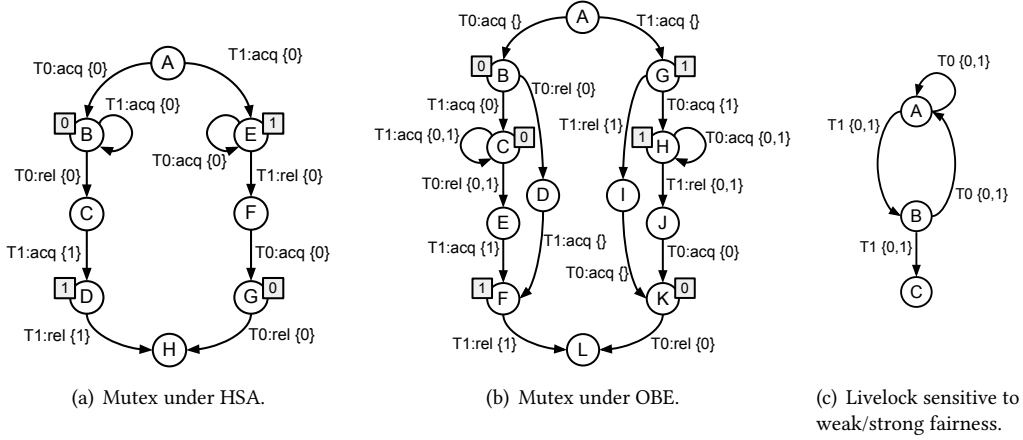 A
T0:acq {0}
T1:acq {0}
T1:acq {0}
0
B
E
1
T0:acq {0}
T0:rel {0}
T1:rel {0}
C
F
T1:acq {1}
T0:acq {0}
1
D
G
0
T1:rel {1}
T0:rel {0}
H
(a) Mutex under HSA.
A
T0:acq {}
T1:acq {}
0
B
G
1
T0:rel {0}
T1:acq {0}
T0:acq {1}
T1:rel {1}
T1:acq {0,1}
C
0
1
H
T0:acq {0,1}
T0:rel {0,1}
T1:rel {0,1}
D
I
E
J
T1:acq {1}
T1:acq {}
T0:acq {}
T0:acq {0}
1
F
K
0
T1:rel {1}
T0:rel {0}
L
(b) Mutex under OBE.
T0 {0,1}
A
T1 {0,1}
T0 {0,1}
B
T1 {0,1}
C
(c) Livelock sensitive to
weak/strong fairness.